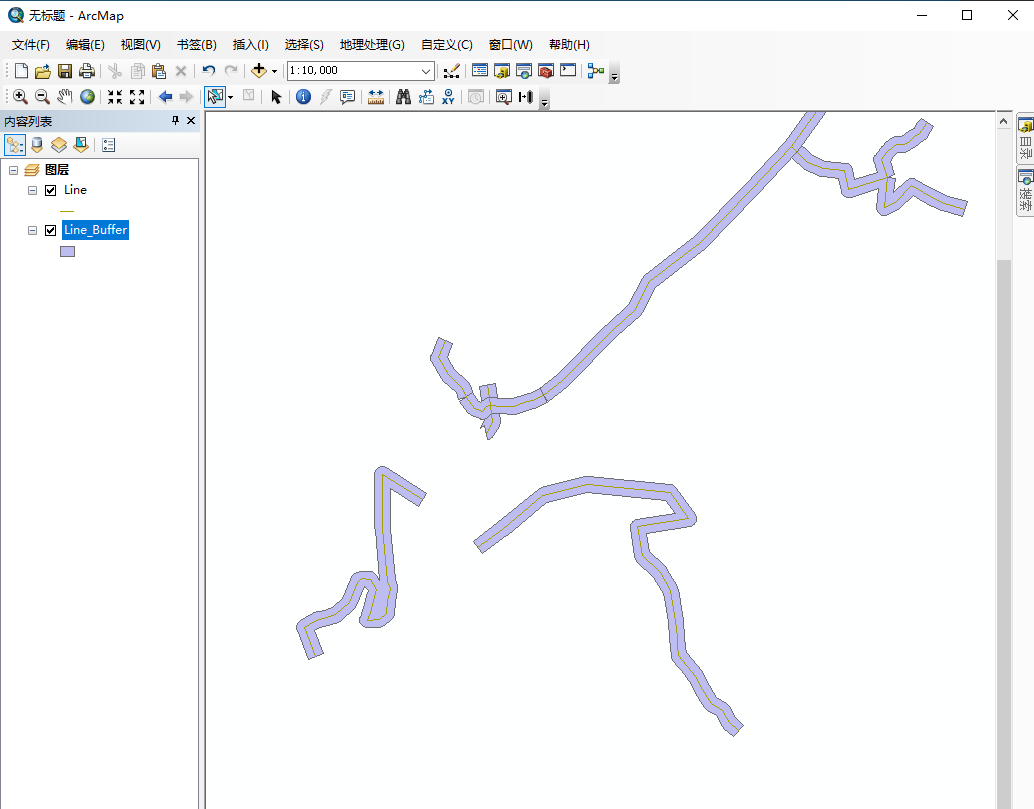 无标题 - ArcMap
文件(F) 编辑(E) 视图(V) 书签(B) 插入(I) 选择(S) 地理处理(G) 自定义(C) 窗口(W) 帮助(H)
1:10,000
XY
内容列表
图层
Line
Line_Buffer
目录
搜索